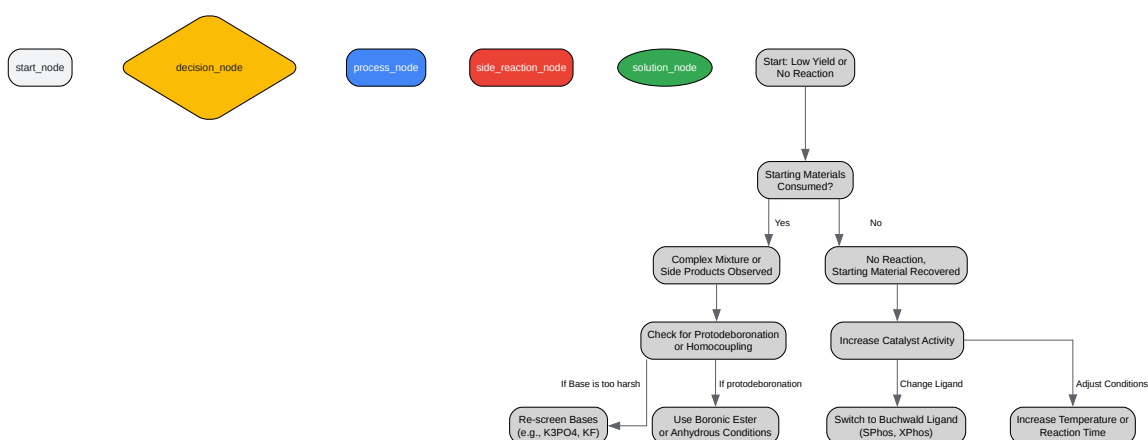 start_node
decision_node
process_node
side_reaction_node
solution_node
Start: Low Yield or
No Reaction
Starting Materials
Consumed?
Yes
No
Complex Mixture or
Side Products Observed
No Reaction,
Starting Material Recovered
Check for Protodeboronation
or Homocoupling
Increase Catalyst Activity
If Base is too harsh
If protodeboronation
Change Ligand
Adjust Conditions
Re-screen Bases
(e.g., K3PO4, KF)
Use Boronic Ester
or Anhydrous Conditions
Switch to Buchwald Ligand
(SPhos, XPhos)
Increase Temperature or
Reaction Time